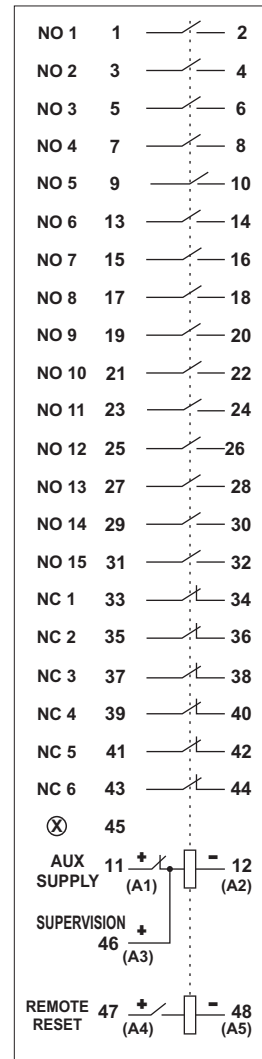 NO 1 1 2
NO 2 3 4
NO 3 5 6
NO 4 7 8
NO 5 9 10
NO 6 13 14
NO 7 15 16
NO 8 17 18
NO 9 19 20
NO 10 21 22
NO 11 23 24
NO 12 25 26
NO 13 27 28
NO 14 29 30
NO 15 31 32
NC 1 33 34
NC 2 35 36
NC 3 37 38
NC 4 39 40
NC 5 41 42
NC 6 43 44
Ⓧ 45
AUX SUPPLY 11 + - 12
(A1) (A2)
SUPERVISION +
46 (A3)
REMOTE RESET 47 + - 48
(A4) (A5)